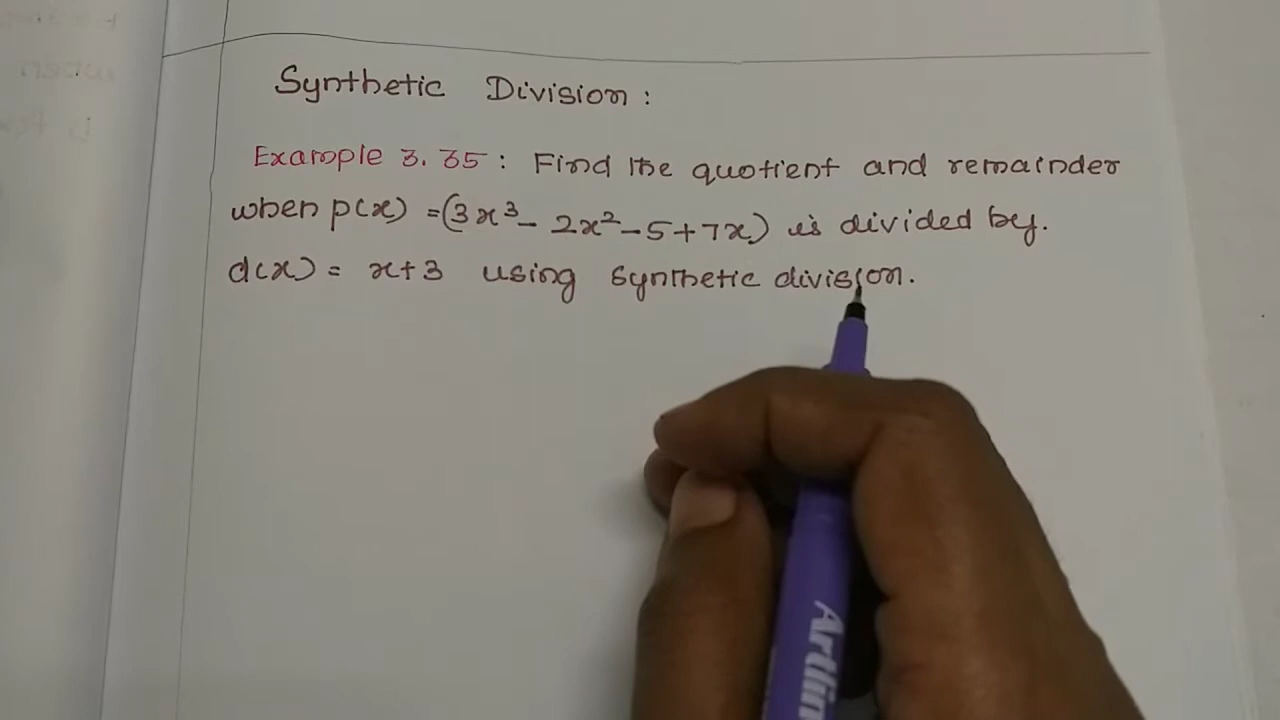 Synthetic Division:
Example 3.35: Find the quotient and remainder
when p(x) =(3x³- 2x²-5+7x) is divided by.
d(x) = x+3 using synthetic division.
Artlin